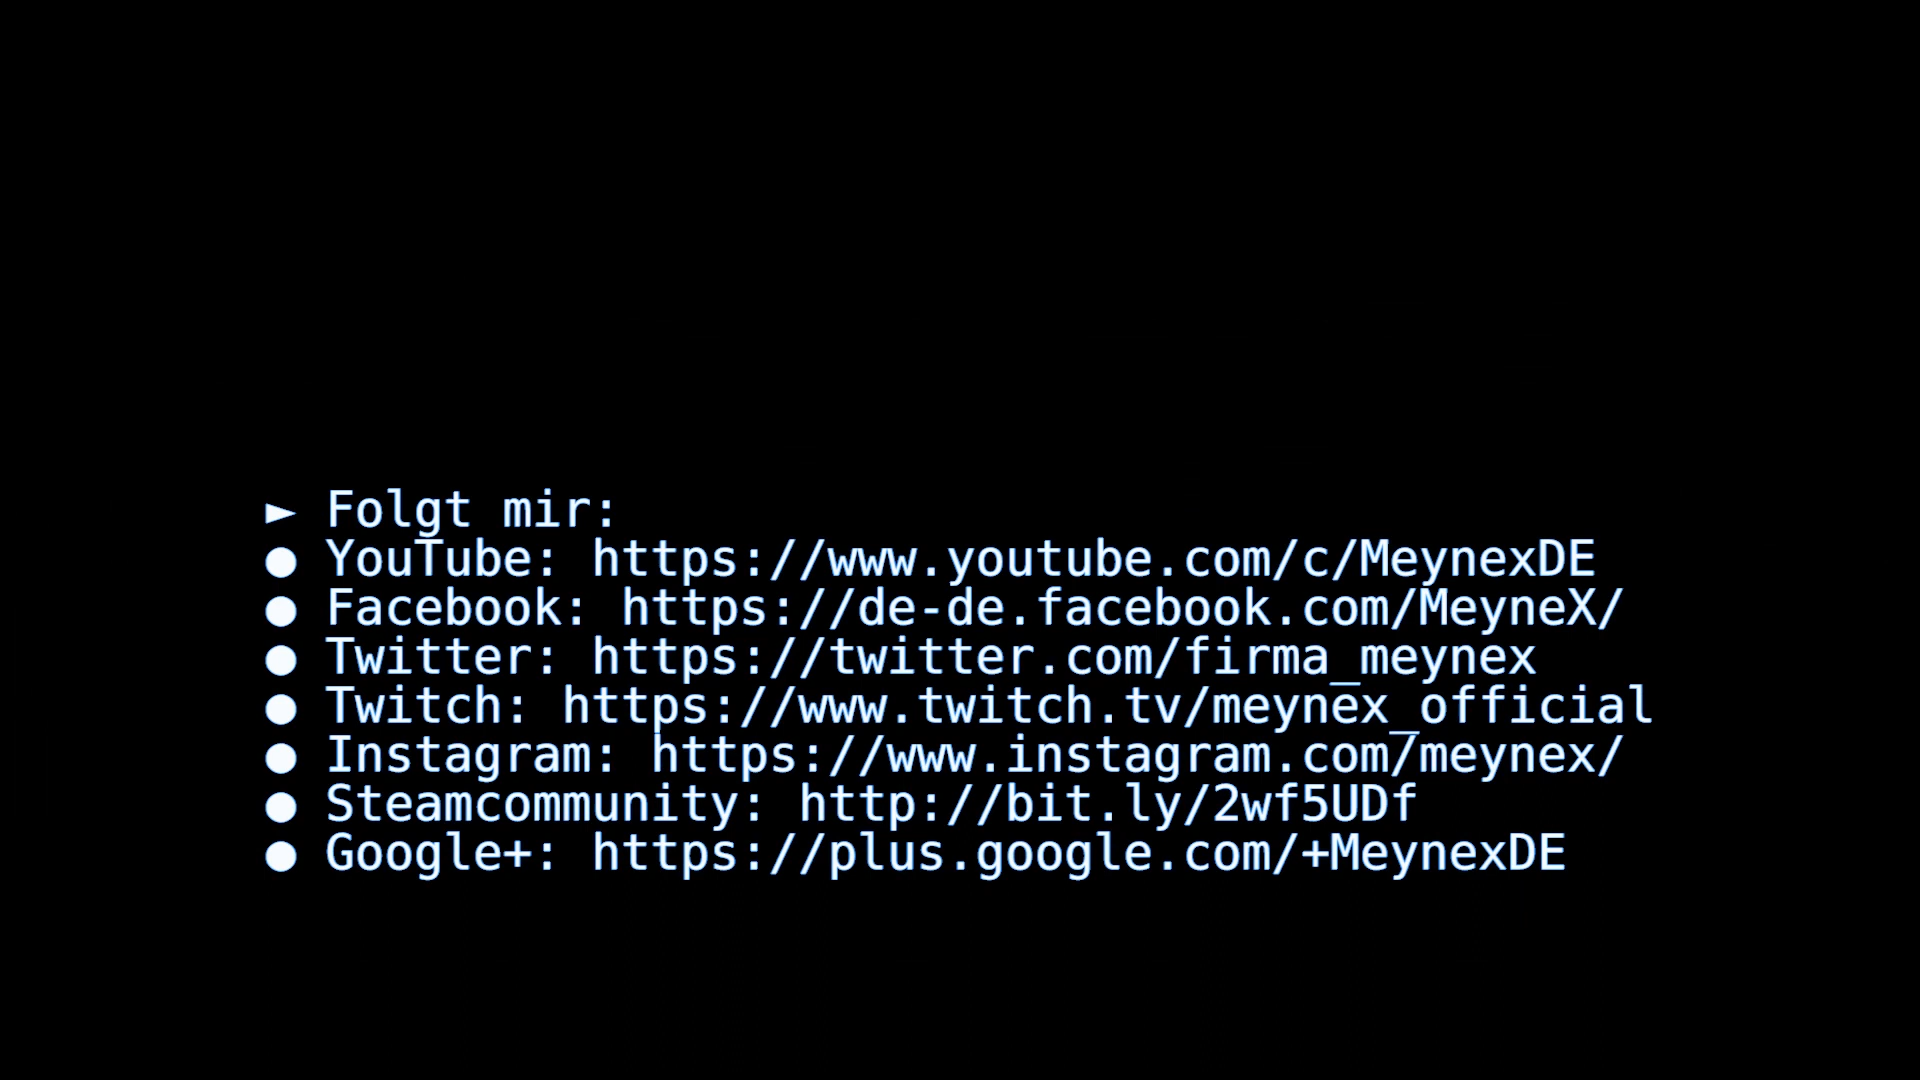 ► Folgt mir:
● YouTube: https://www.youtube.com/c/MeynexDE
● Facebook: https://de-de.facebook.com/MeyneX/
● Twitter: https://twitter.com/firma_meynex
● Twitch: https://www.twitch.tv/meynex_official
● Instagram: https://www.instagram.com/meynex/
● Steamcommunity: http://bit.ly/2wf5UDf
● Google+: https://plus.google.com/+MeynexDE